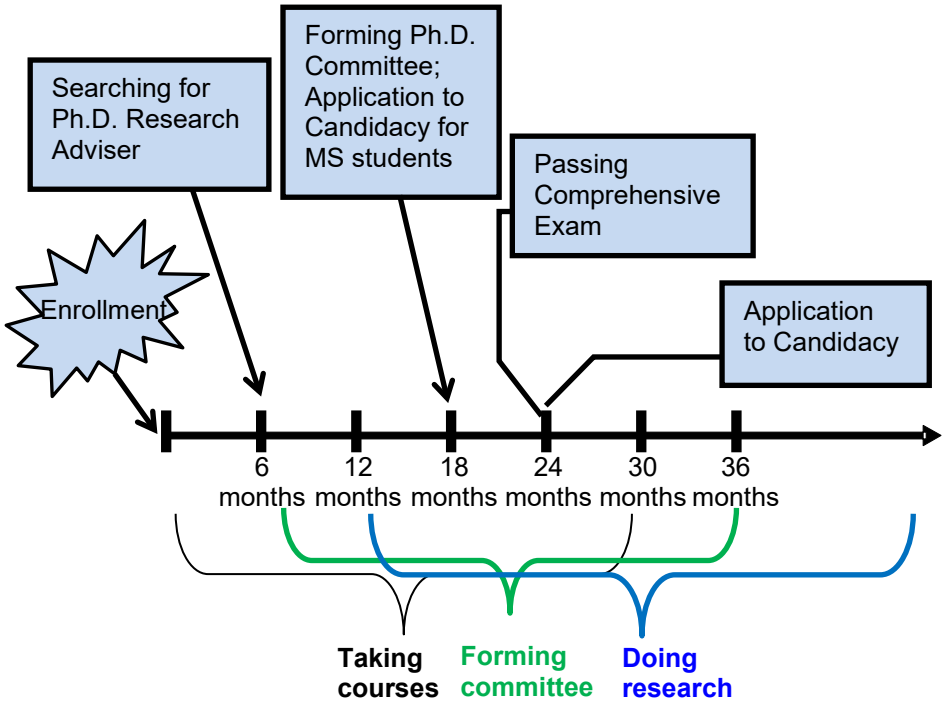 Forming Ph.D.
Committee;
Application to
Candidacy for
MS students
Searching for
Ph.D. Research
Adviser
Passing
Comprehensive
Exam
Enrollment
Application
to Candidacy
6
months
12
months
18
months
24
months
30
months
36
months
Taking
courses
Forming
committee
Doing
research